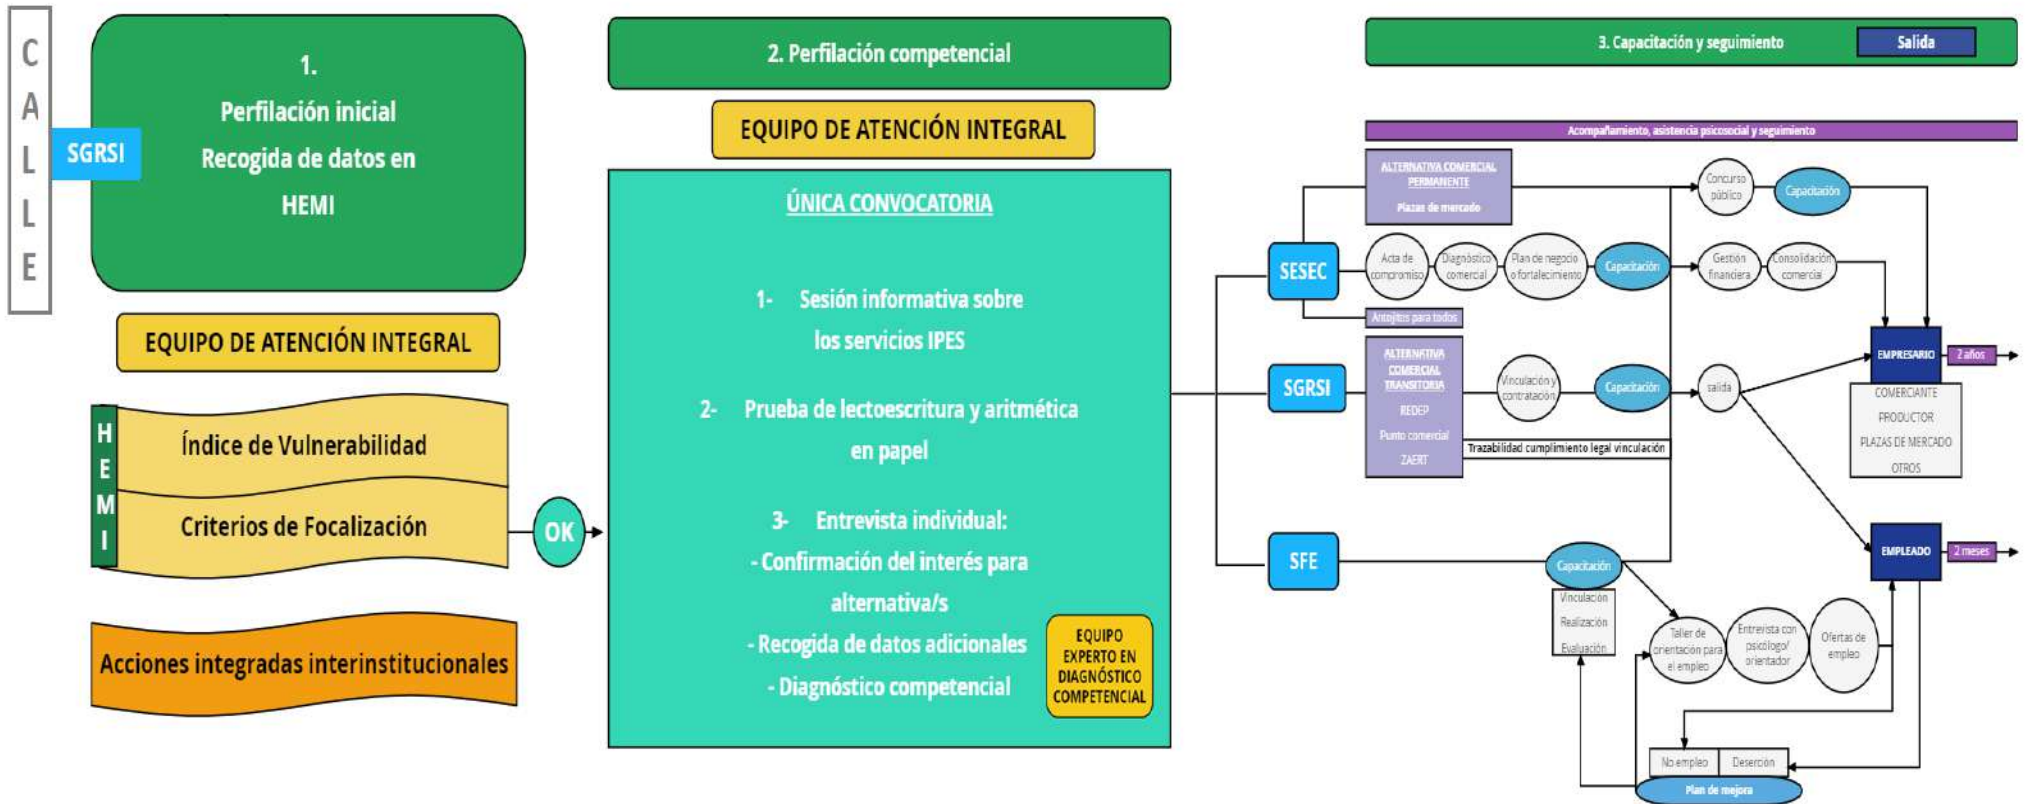 CALLE
SGRSI
1.
Perfilación inicial
Recogida de datos en
HEMI
EQUIPO DE ATENCIÓN INTEGRAL
HEMI
Índice de Vulnerabilidad
Criterios de Focalización
OK
Acciones integradas interinstitucionales
2. Perfilación competencial
EQUIPO DE ATENCIÓN INTEGRAL
ÚNICA CONVOCATORIA
1- Sesión informativa sobre
los servicios IPES
2- Prueba de lectoescritura y aritmética
en papel
3- Entrevista individual:
- Confirmación del interés para
alternativa/s
- Recogida de datos adicionales
- Diagnóstico competencial
EQUIPO
EXPERTO EN
DIAGNÓSTICO
COMPETENCIAL
3. Capacitación y seguimiento
Salida
Acompañamiento, asistencia psicosocial y seguimiento
SESEC
ALTERNATIVA COMERCIAL
PERMANENTE
Plazas de mercado
Concurso
público
Capacitación
Acta de
compromiso
Diagnóstico
comercial
Plan de negocio
o fortalecimiento
Capacitación
Gestión
financiera
Consolidación
comercial
Antojitos para todos
SGRSI
ALTERNATIVA
COMERCIAL
TRANSITORIA
REDEP
Punto comercial
ZAERT
Vinculación y
contratación
Capacitación
salida
Trazabilidad cumplimiento legal vinculación
EMPRESARIO
2 años
COMERCIANTE
PRODUCTOR
PLAZAS DE MERCADO
OTROS
SFE
Capacitación
Vinculación
Realización
Evaluación
EMPLEADO
2 meses
Taller de
orientación para
el empleo
Entrevista con
psicólogo/
orientador
Ofertas de
empleo
No empleo
Deserción
Plan de mejora